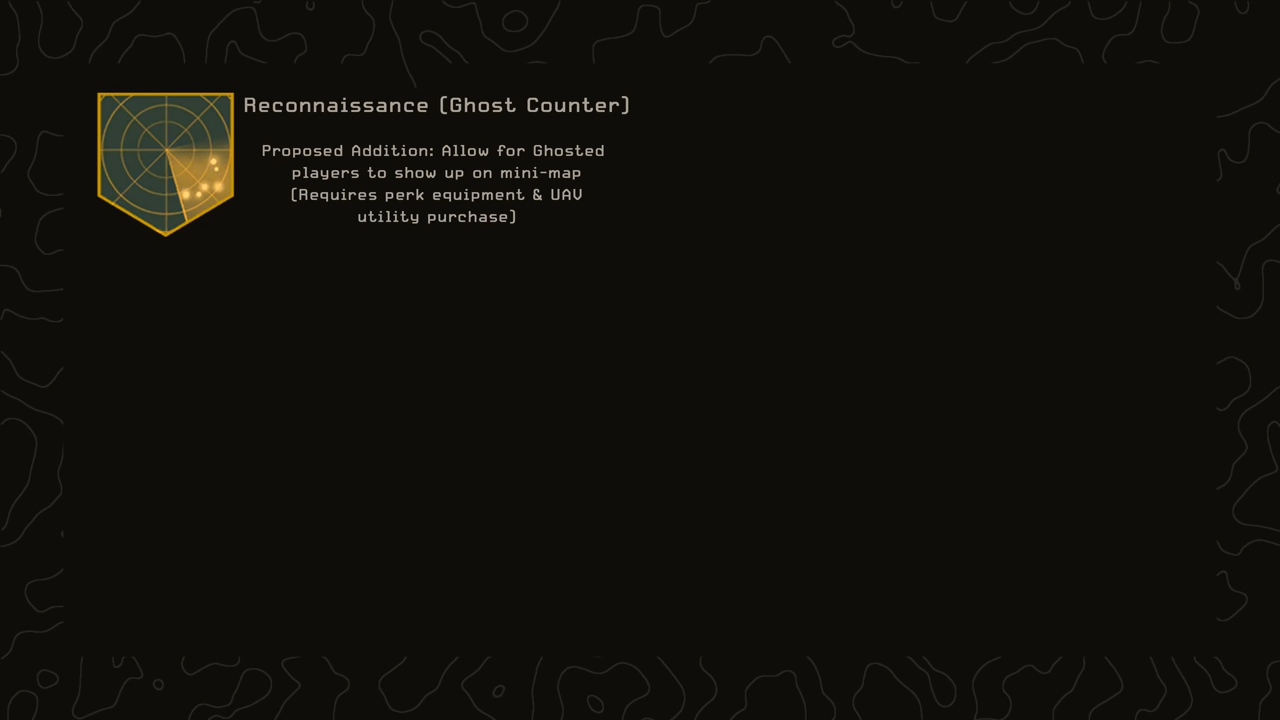 Reconnaissance (Ghost Counter)
Proposed Addition: Allow for Ghosted
players to show up on mini-map
(Requires perk equipment & UAV
utility purchase)